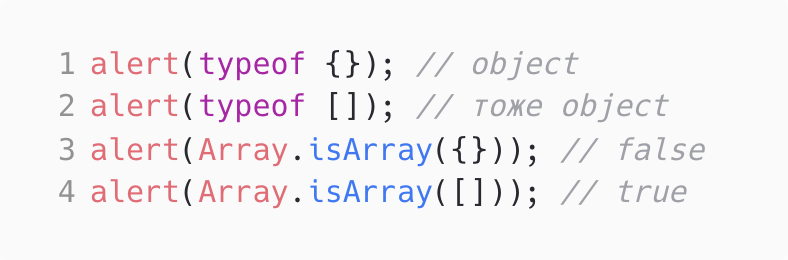 1 alert(typeof {}); // object
2 alert(typeof []); // тоже object
3 alert(Array.isArray({})); // false
4 alert(Array.isArray([])); // true